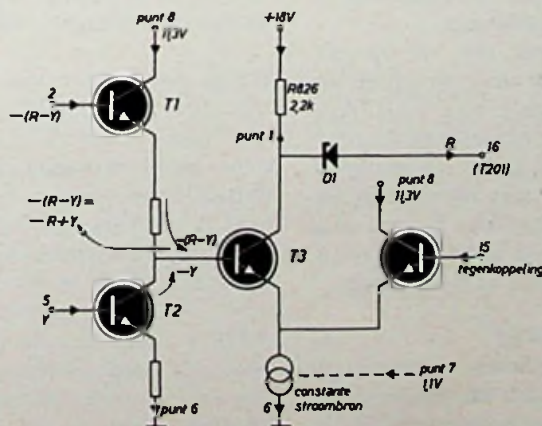 punt 8
11,3V
+18V
2
-(R-Y)
T1
R826
2,2k
punt 1
D1
R
16
(T201)
punt 8
11,3V
-(R-Y)=
-R+Y
-(R-Y)
-Y
T3
15
tegenkoppeling
5
Y
T2
punt 6
6
constante
stroombron
punt 7
1,1V